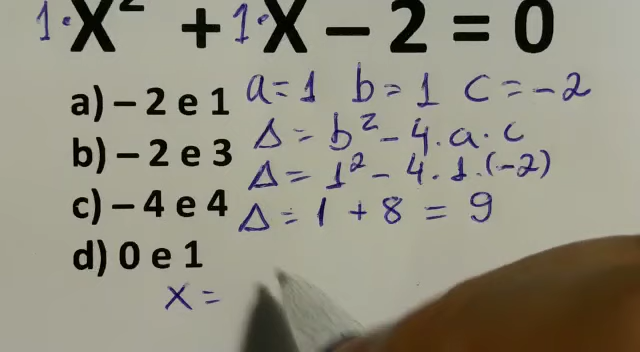 1·X² + 1·X – 2 = 0
a) – 2 e 1
a = 1 b = 1 c = -2
Δ = b² - 4.a.c
b) – 2 e 3
Δ = 1² - 4.1.(-2)
c) – 4 e 4
Δ = 1 + 8 = 9
d) 0 e 1
x =